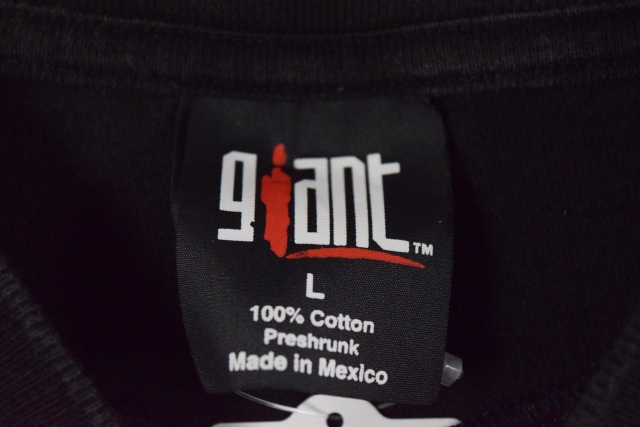 giant™
L
100% Cotton
Preshrunk
Made in Mexico